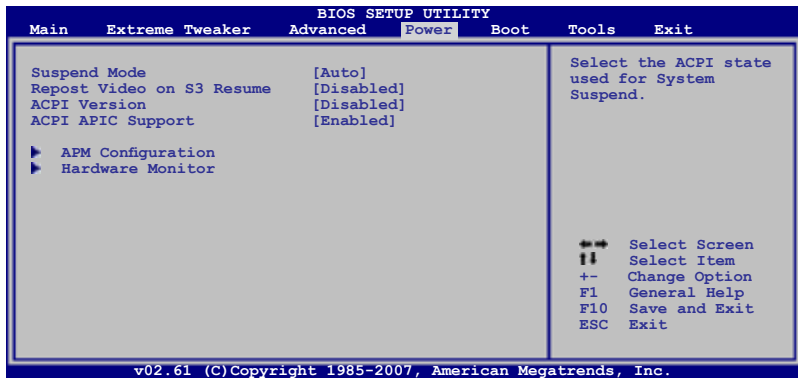 BIOS SETUP UTILITY
Main Extreme Tweaker Advanced Power Boot Tools Exit
Suspend Mode [Auto]
Repost Video on S3 Resume [Disabled]
ACPI Version [Disabled]
ACPI APIC Support [Enabled]
APM Configuration
Hardware Monitor
Select the ACPI state
used for System
Suspend.
Select Screen
Select Item
+- Change Option
F1 General Help
F10 Save and Exit
ESC Exit
v02.61 (C)Copyright 1985-2007, American Megatrends, Inc.